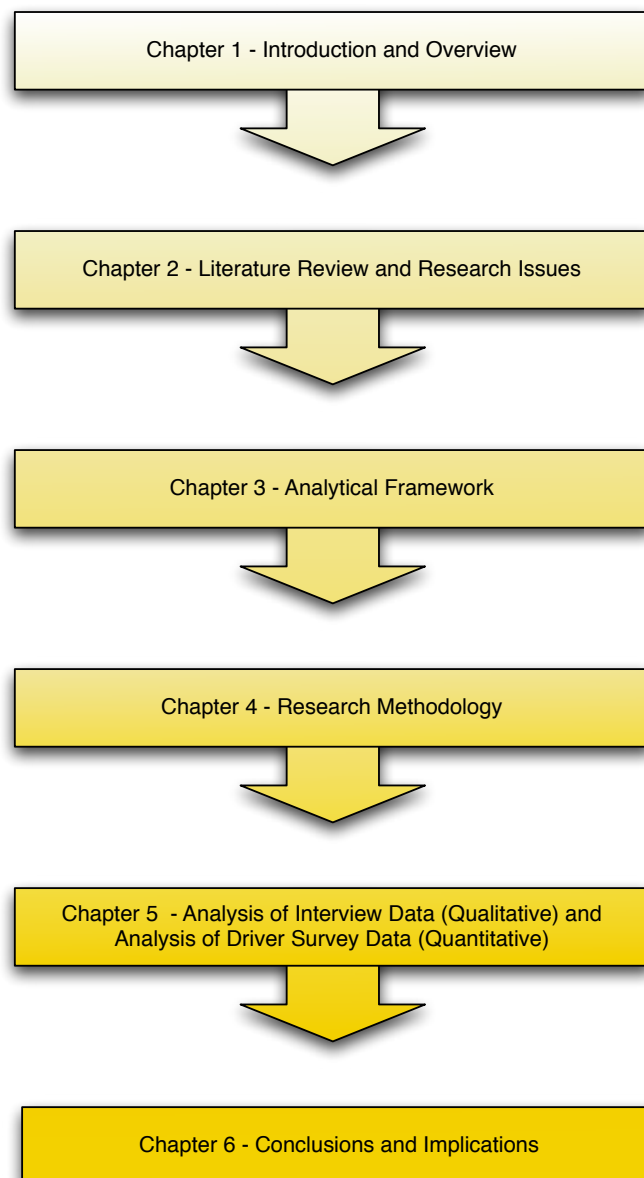 Chapter 1 - Introduction and Overview
Chapter 2 - Literature Review and Research Issues
Chapter 3 - Analytical Framework
Chapter 4 - Research Methodology
Chapter 5  - Analysis of Interview Data (Qualitative) and
Analysis of Driver Survey Data (Quantitative)
Chapter 6 - Conclusions and Implications